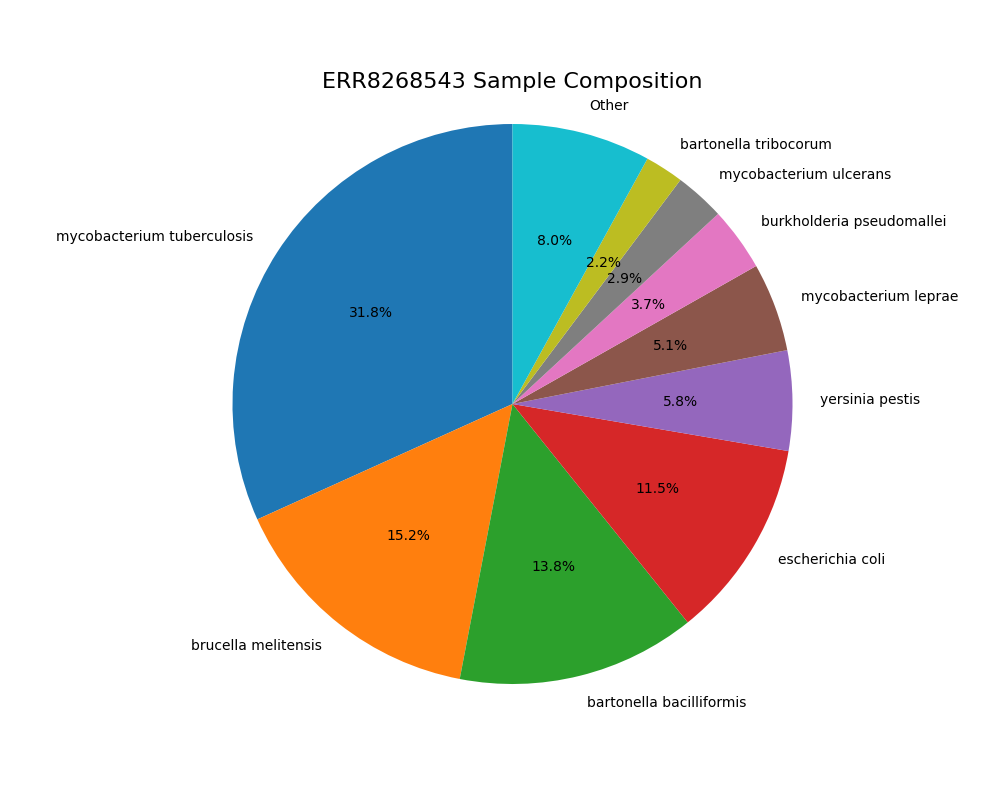 ERR8268543 Sample Composition
Other
bartonella tribocorum
mycobacterium ulcerans
burkholderia pseudomallei
mycobacterium tuberculosis
mycobacterium leprae
yersinia pestis
escherichia coli
brucella melitensis
bartonella bacilliformis
8.0%
2.2%
2.9%
3.7%
31.8%
5.1%
5.8%
11.5%
15.2%
13.8%